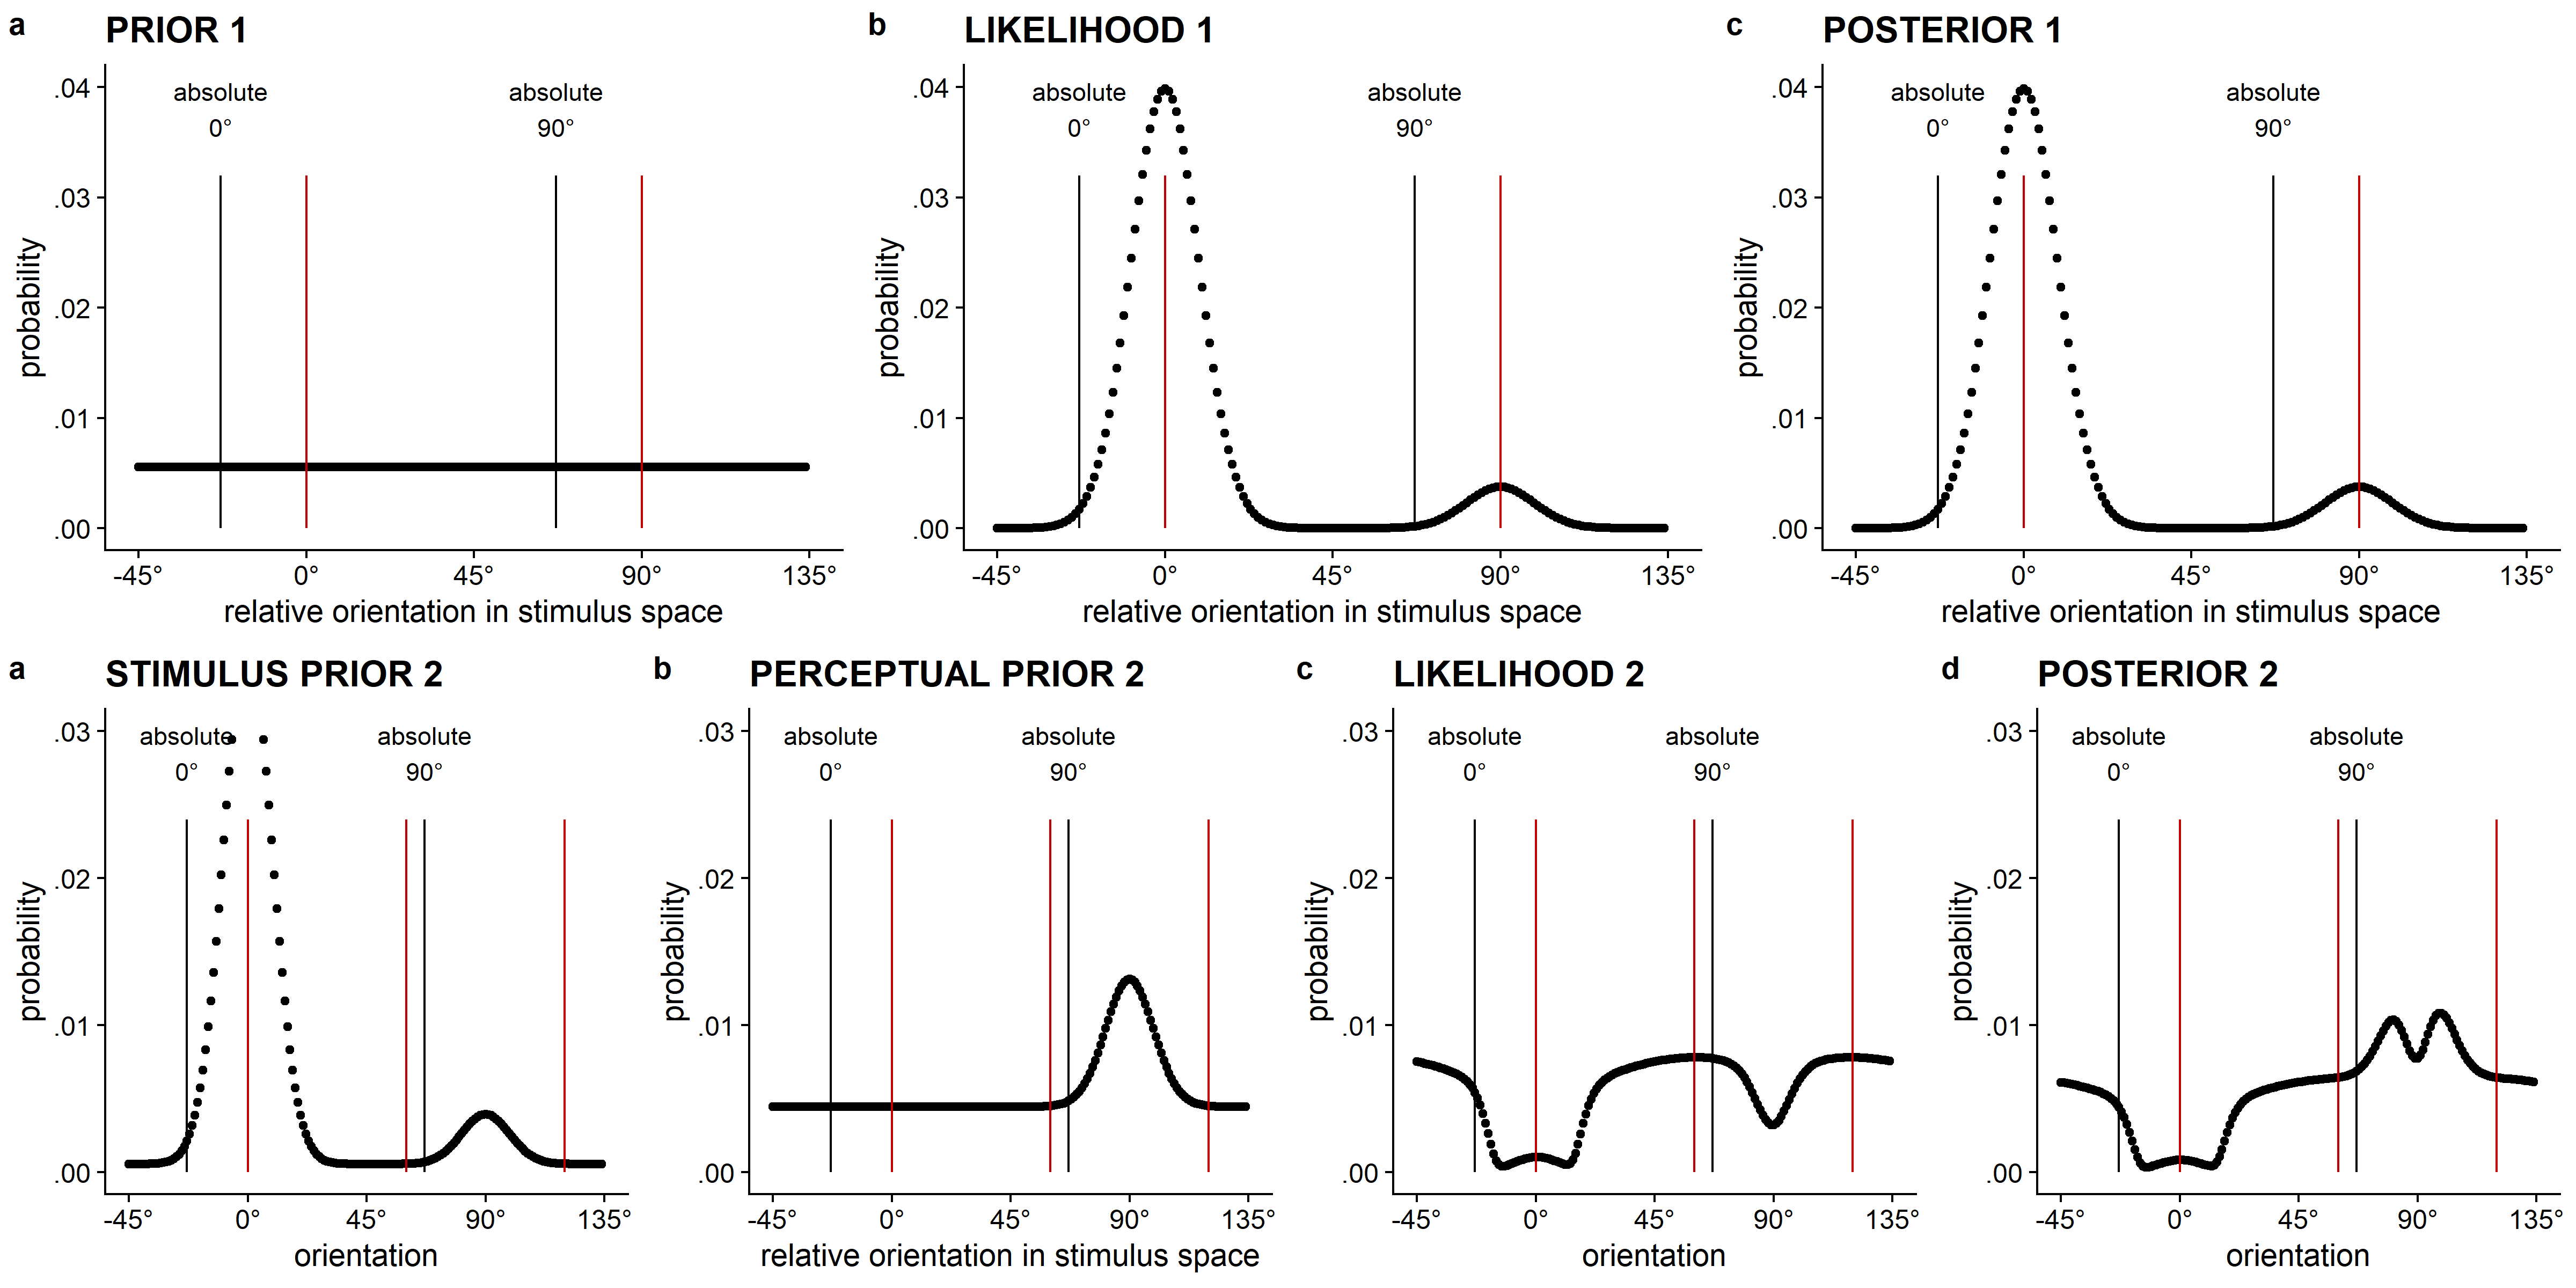 a PRIOR 1
absolute absolute
0° 90°
.04
.03
.02
.01
.00
probability
-45° 0° 45° 90° 135°
relative orientation in stimulus space
b LIKELIHOOD 1
absolute absolute
0° 90°
.04
.03
.02
.01
.00
probability
-45° 0° 45° 90° 135°
relative orientation in stimulus space
c POSTERIOR 1
absolute absolute
0° 90°
.04
.03
.02
.01
.00
probability
-45° 0° 45° 90° 135°
relative orientation in stimulus space
a STIMULUS PRIOR 2
absolute absolute
0° 90°
.03
.02
.01
.00
probability
-45° 0° 45° 90° 135°
orientation
b PERCEPTUAL PRIOR 2
absolute absolute
0° 90°
.03
.02
.01
.00
probability
-45° 0° 45° 90° 135°
relative orientation in stimulus space
c LIKELIHOOD 2
absolute absolute
0° 90°
.03
.02
.01
.00
probability
-45° 0° 45° 90° 135°
orientation
d POSTERIOR 2
absolute absolute
0° 90°
.03
.02
.01
.00
probability
-45° 0° 45° 90° 135°
orientation